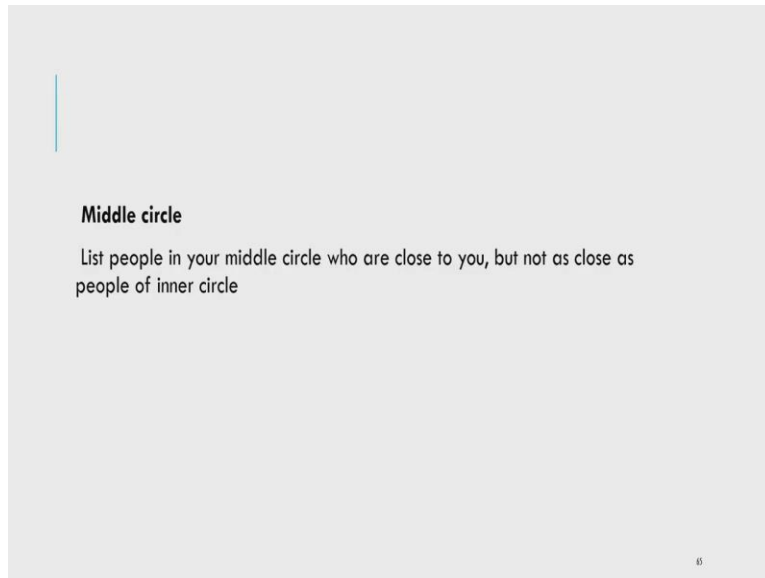 Middle circle
List people in your middle circle who are close to you, but not as close as
people of inner circle
65